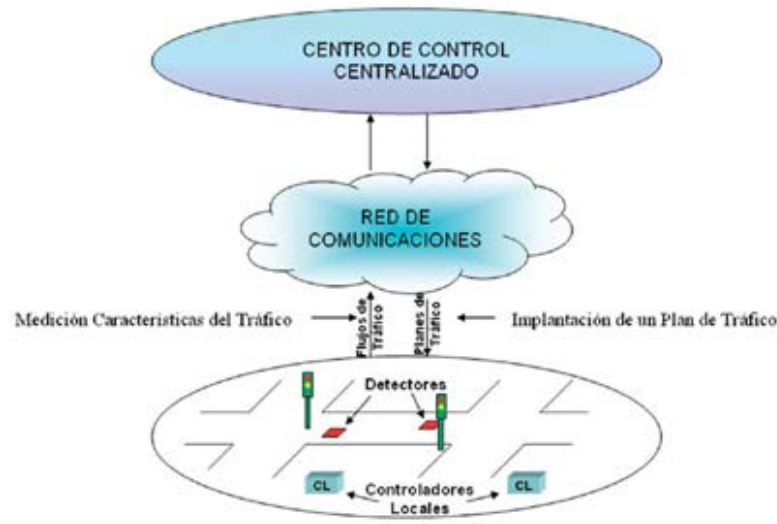 CENTRO DE CONTROL
CENTRALIZADO
RED DE
COMUNICACIONES
Medición Características del Tráfico
Flujos de
Tráfico
Planes de
Tráfico
Implantación de un Plan de Tráfico
Detectores
CL
Controladores
Locales
CL